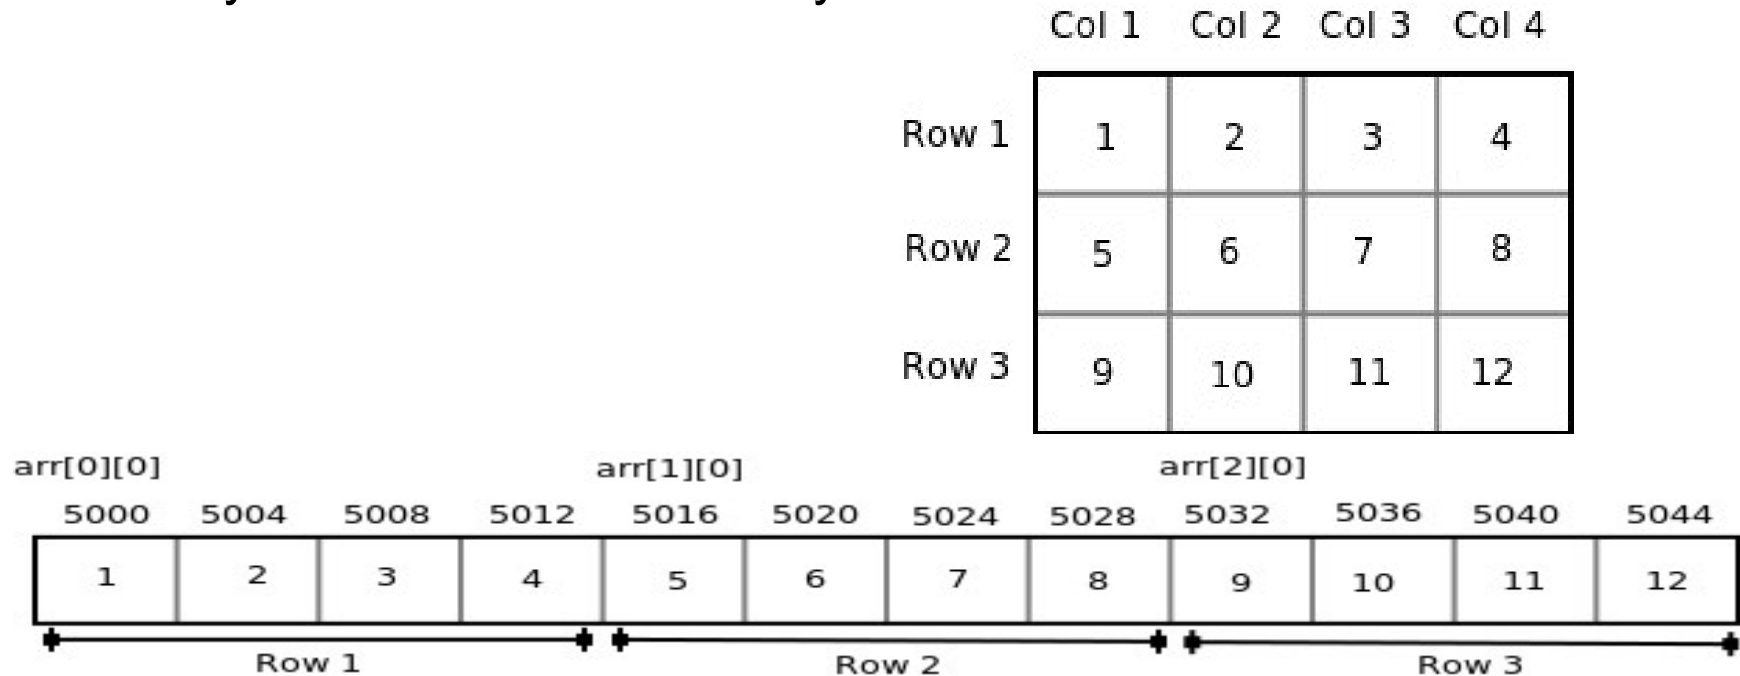 Col 1 Col 2 Col 3 Col 4
Row 1 1 2 3 4
Row 2 5 6 7 8
Row 3 9 10 11 12
arr[0][0] arr[1][0] arr[2][0]
5000 5004 5008 5012 5016 5020 5024 5028 5032 5036 5040 5044
1 2 3 4 5 6 7 8 9 10 11 12
Row 1 Row 2 Row 3